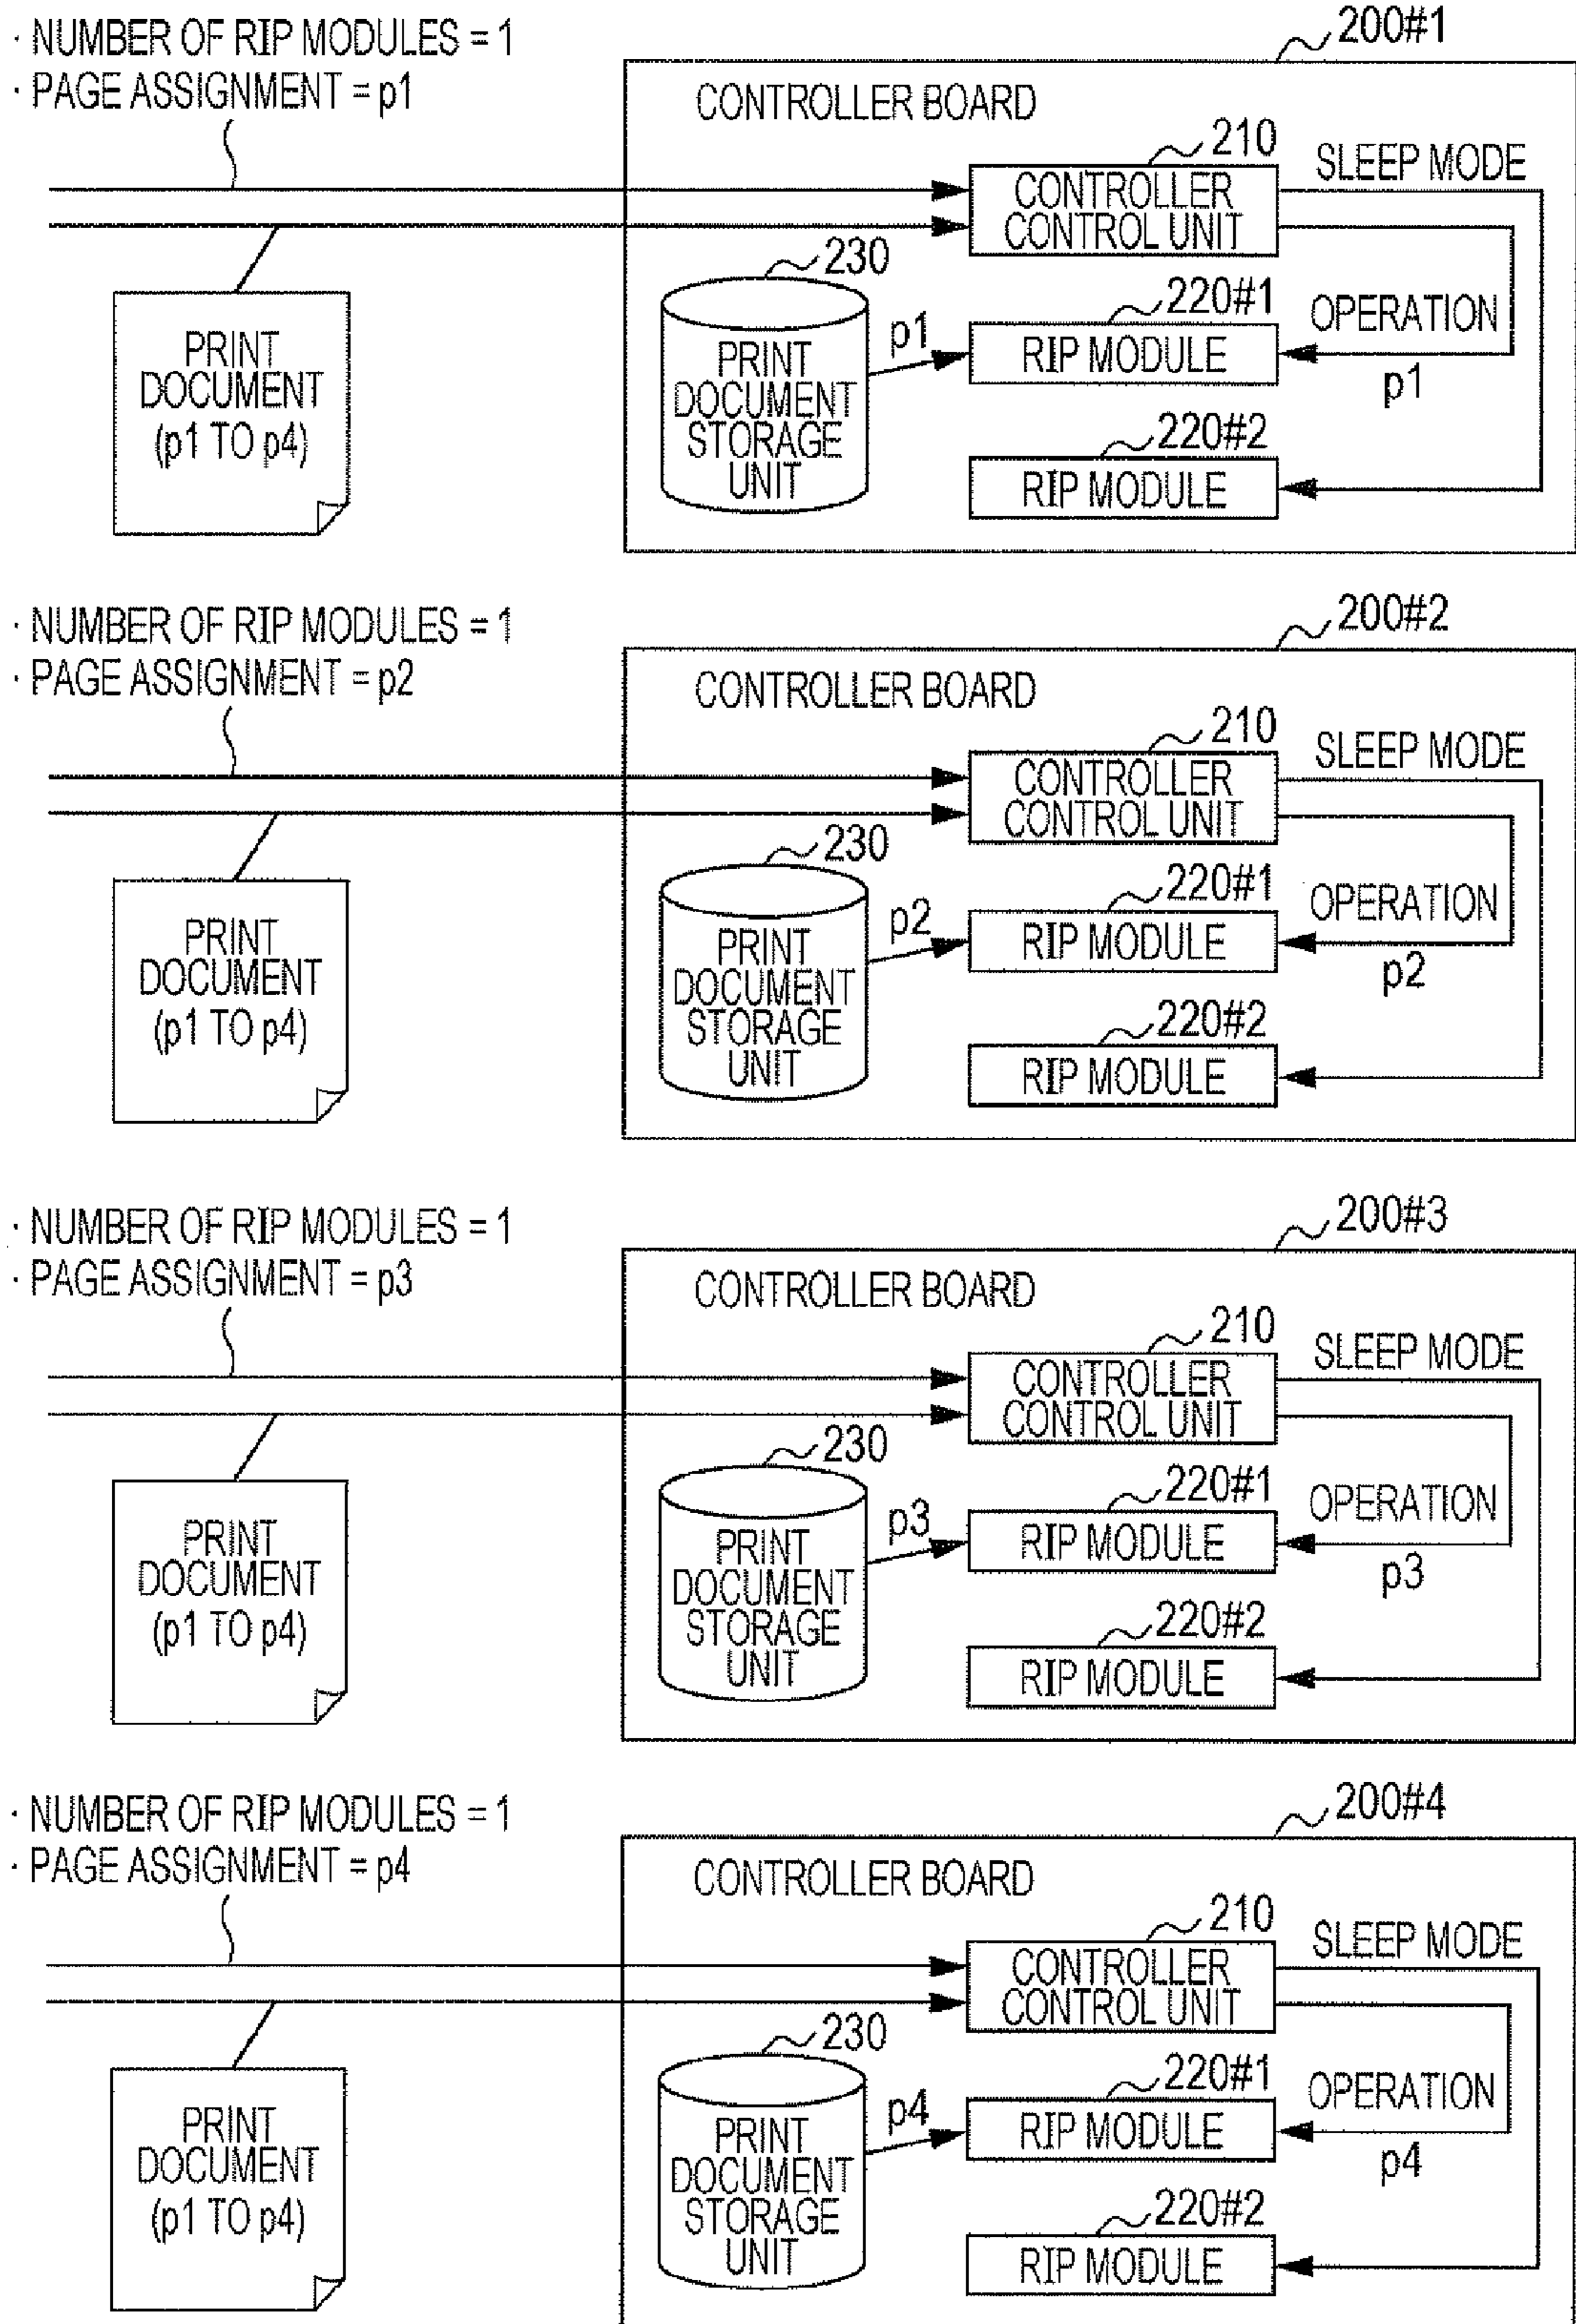 · NUMBER OF RIP MODULES = 1
· PAGE ASSIGNMENT = p1
200#1
CONTROLLER BOARD
210
SLEEP MODE
CONTROLLER
CONTROL UNIT
230
220#1
OPERATION
PRINT
DOCUMENT
(p1 TO p4)
PRINT
DOCUMENT
STORAGE
UNIT
p1
RIP MODULE
p1
220#2
RIP MODULE
· NUMBER OF RIP MODULES = 1
· PAGE ASSIGNMENT = p2
200#2
CONTROLLER BOARD
210
SLEEP MODE
CONTROLLER
CONTROL UNIT
230
220#1
OPERATION
PRINT
DOCUMENT
(p1 TO p4)
PRINT
DOCUMENT
STORAGE
UNIT
p2
RIP MODULE
p2
220#2
RIP MODULE
· NUMBER OF RIP MODULES = 1
· PAGE ASSIGNMENT = p3
200#3
CONTROLLER BOARD
210
SLEEP MODE
CONTROLLER
CONTROL UNIT
230
220#1
OPERATION
PRINT
DOCUMENT
(p1 TO p4)
PRINT
DOCUMENT
STORAGE
UNIT
p3
RIP MODULE
p3
220#2
RIP MODULE
· NUMBER OF RIP MODULES = 1
· PAGE ASSIGNMENT = p4
200#4
CONTROLLER BOARD
210
SLEEP MODE
CONTROLLER
CONTROL UNIT
230
220#1
OPERATION
PRINT
DOCUMENT
(p1 TO p4)
PRINT
DOCUMENT
STORAGE
UNIT
p4
RIP MODULE
p4
220#2
RIP MODULE